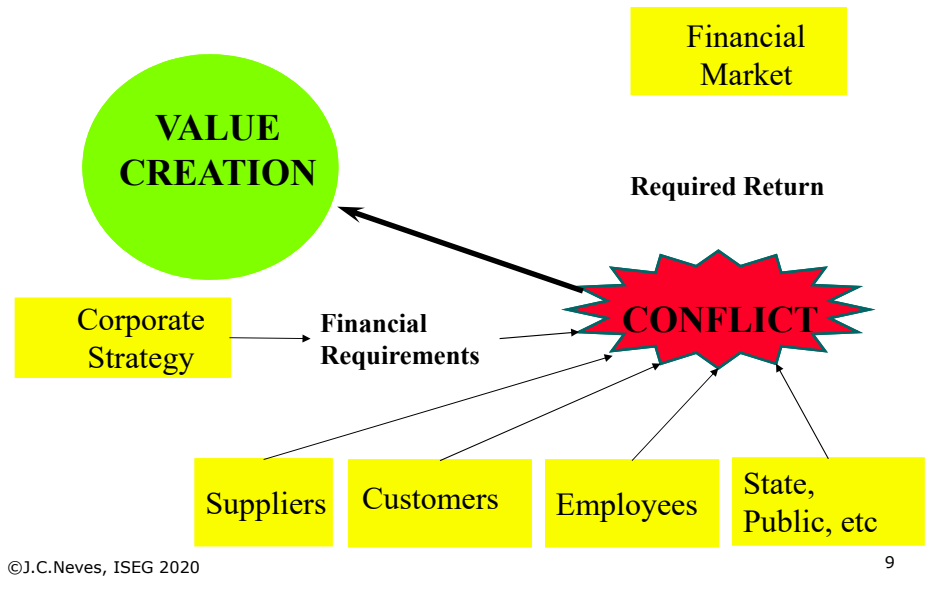 Financial
Market
VALUE
CREATION
Required Return
CONFLICT
Corporate
Strategy
Financial
Requirements
Suppliers
Customers
Employees
State,
Public, etc
©J.C.Neves, ISEG 2020
9